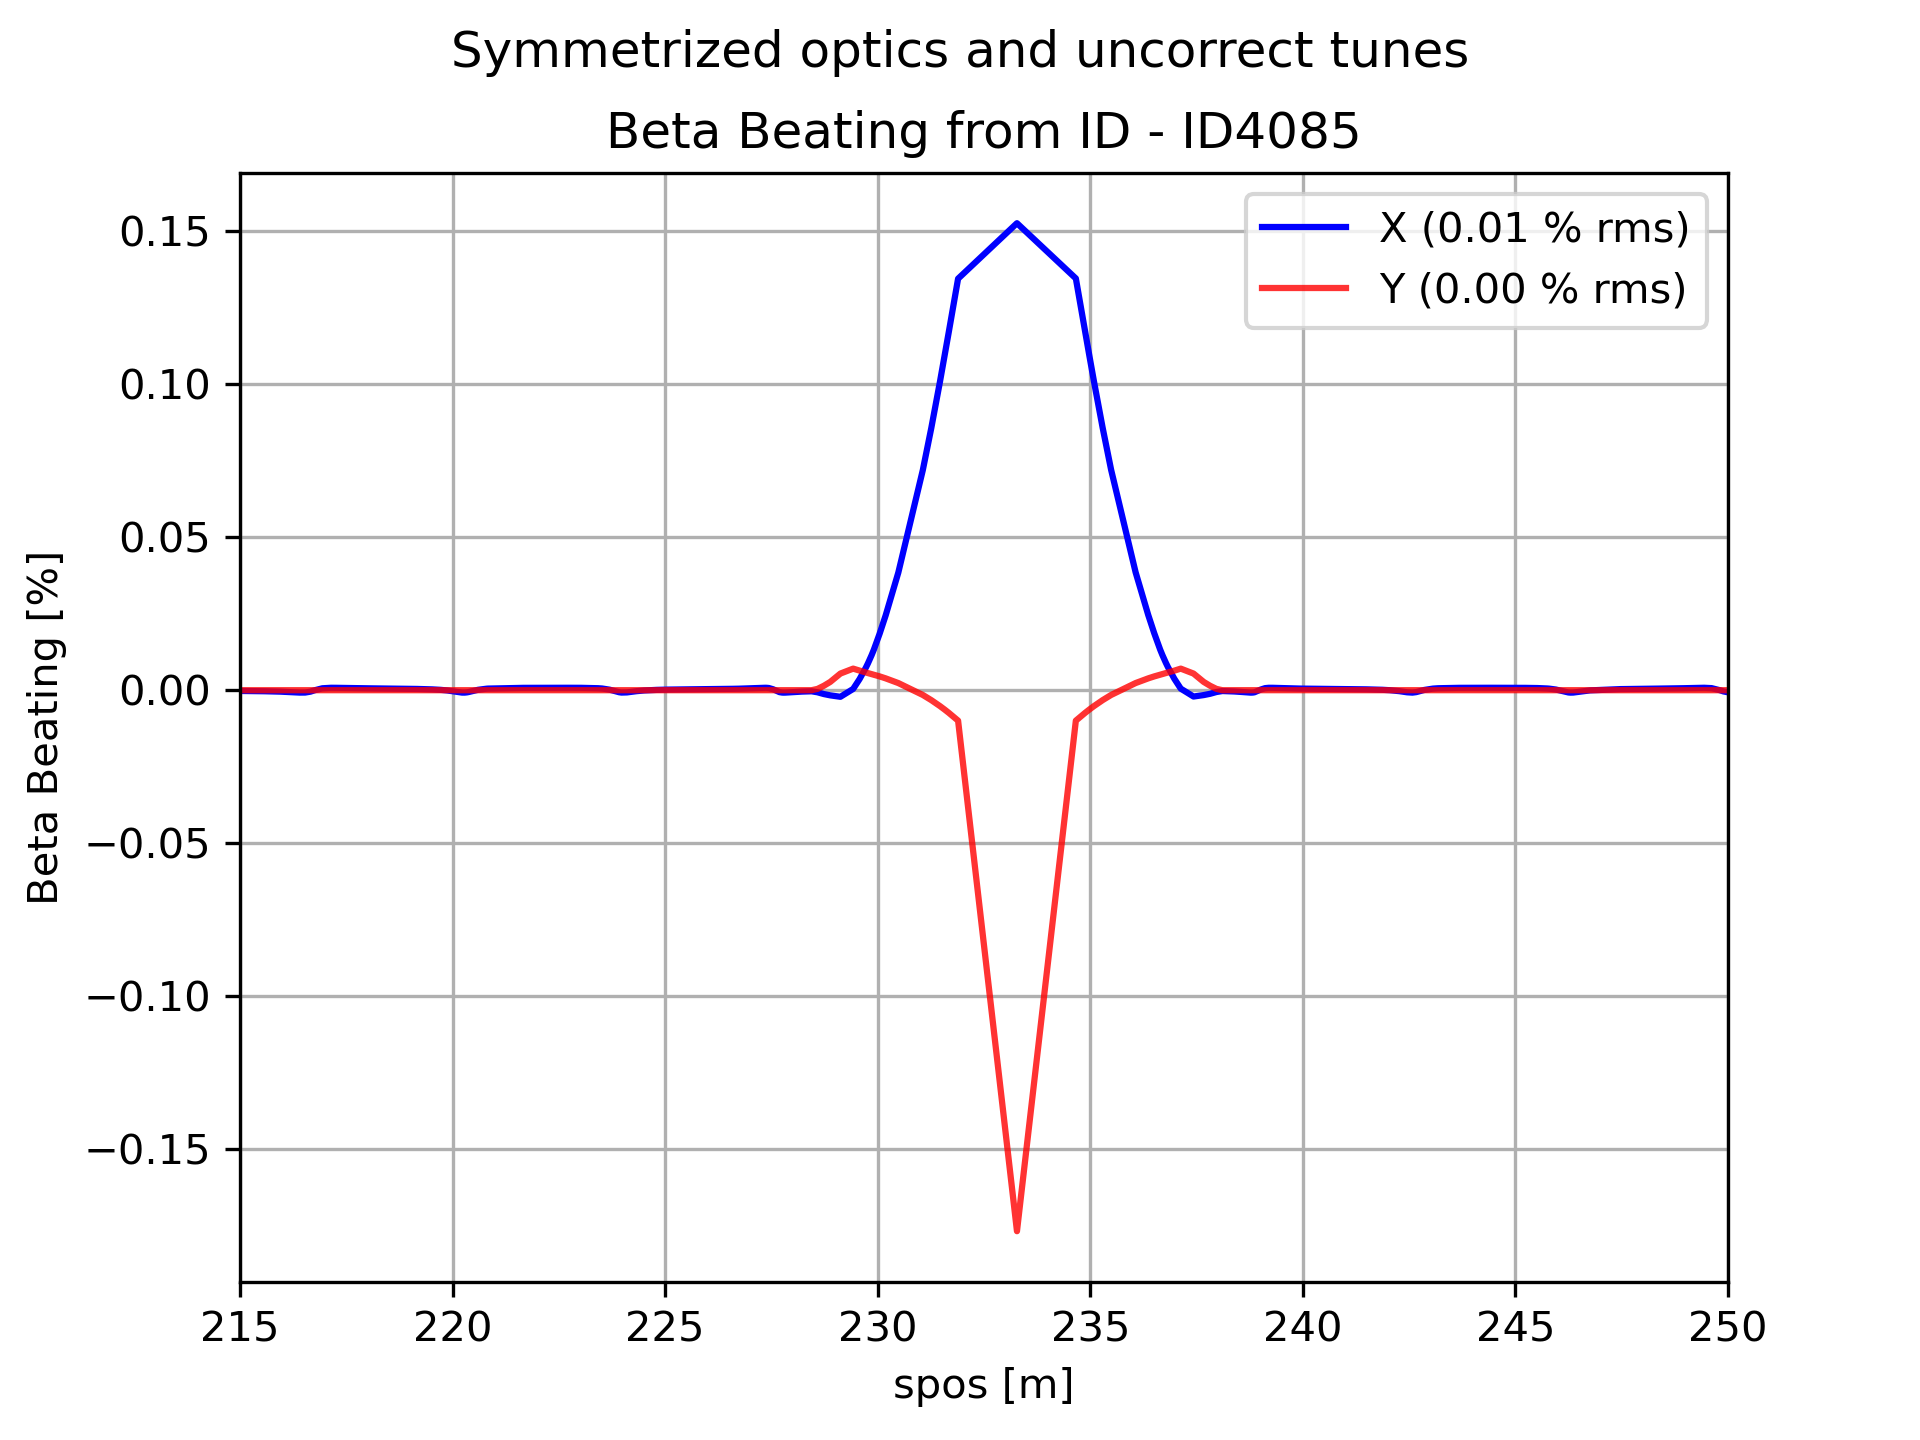 Symmetrized optics and uncorrect tunes
Beta Beating from ID - ID4085
X (0.01 % rms)
Y (0.00 % rms)
Beta Beating [%]
0.15
0.10
0.05
0.00
−0.05
−0.10
−0.15
215 220 225 230 235 240 245 250
spos [m]